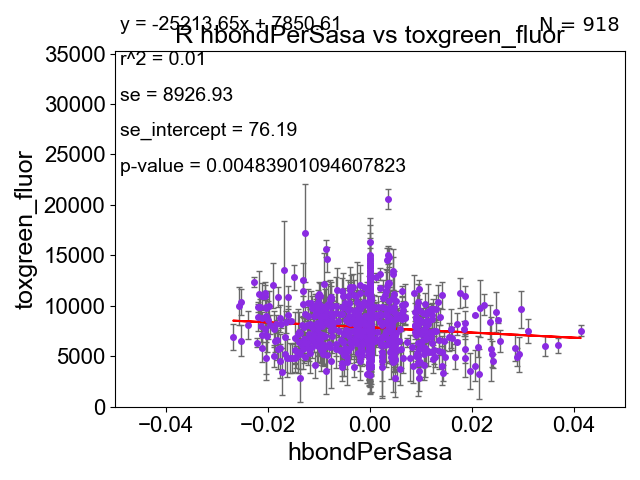 y = -25213.65x + 7850.61
N = 918
R hbondPerSasa vs toxgreen_fluor
r^2 = 0.01
se = 8926.93
se_intercept = 76.19
p-value = 0.00483901094607823
toxgreen_fluor
35000
30000
25000
20000
15000
10000
5000
0
−0.04
−0.02
0.00
0.02
0.04
hbondPerSasa